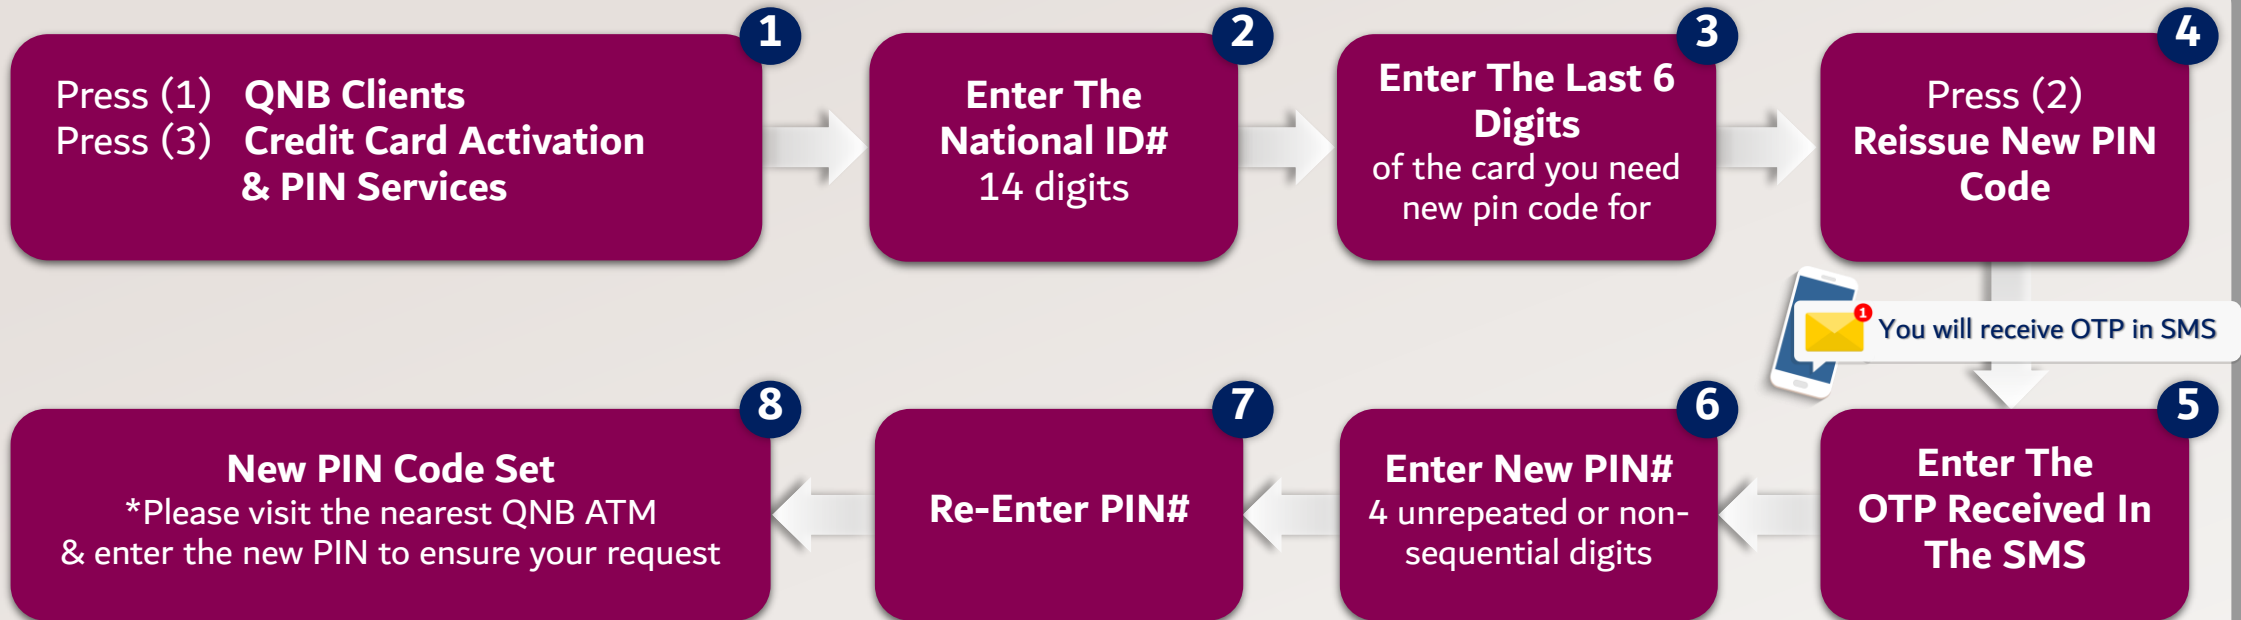 1
Press (1) QNB Clients
Press (3) Credit Card Activation
& PIN Services
2
Enter The
National ID#
14 digits
3
Enter The Last 6
Digits
of the card you need
new pin code for
4
Press (2)
Reissue New PIN
Code
1
You will receive OTP in SMS
5
Enter The
OTP Received In
The SMS
6
Enter New PIN#
4 unrepeated or non-
sequential digits
7
Re-Enter PIN#
8
New PIN Code Set
*Please visit the nearest QNB ATM
& enter the new PIN to ensure your request